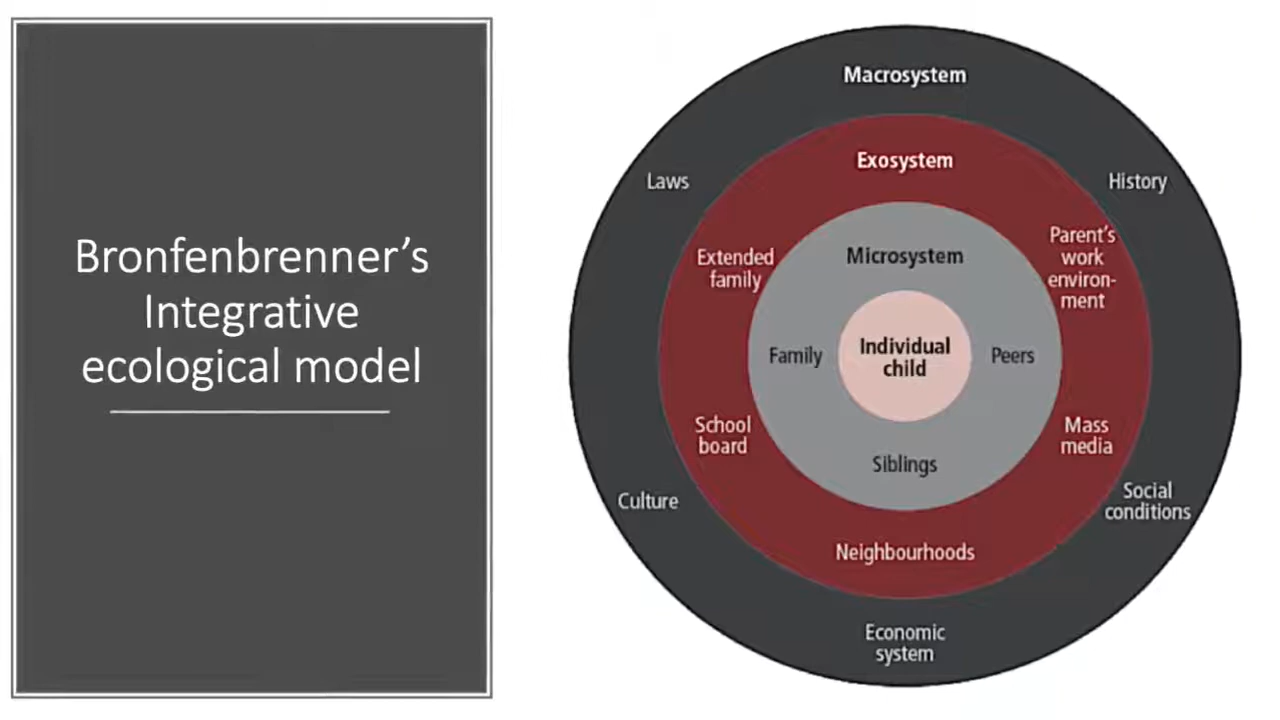 Bronfenbrenner’s
Integrative
ecological model
Macrosystem
Exosystem
Laws
History
Extended
family
Parent’s
work
environ-
ment
Microsystem
Family
Individual
child
Peers
School
board
Mass
media
Siblings
Culture
Social
conditions
Neighbourhoods
Economic
system